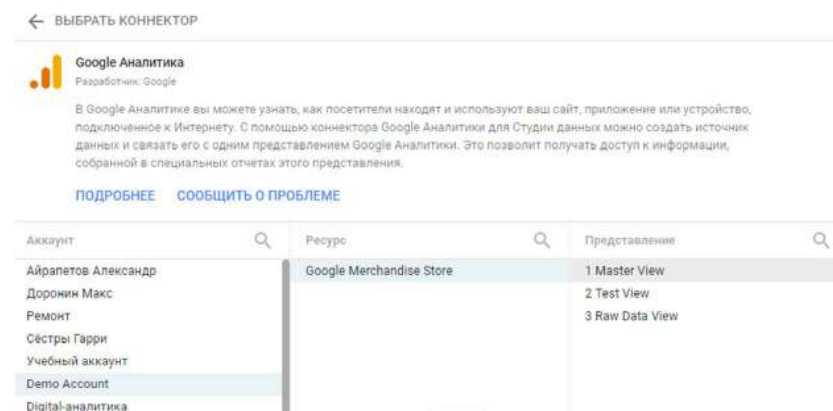 ← ВЫБРАТЬ КОННЕКТОР
Google Аналитика
Разработчик: Google
В Google Аналитике вы можете узнать, как посетители находят и используют ваш сайт, приложение или устройство,
подключенное к Интернету. С помощью коннектора Google Аналитики для Студии данных можно создать источник
данных и связать его с одним представлением Google Аналитики. Это позволит получать доступ к информации,
собранной в специальных отчетах этого представления.
ПОДРОБНЕЕ СООБЩИТЬ О ПРОБЛЕМЕ
Аккаунт Ресурс Представление
Айрапетов Александр Google Merchandise Store 1 Master View
Доронин Макс 2 Test View
Ремонт 3 Raw Data View
Сёстры Гарри
Учебный аккаунт
Demo Account
Digital-аналитика